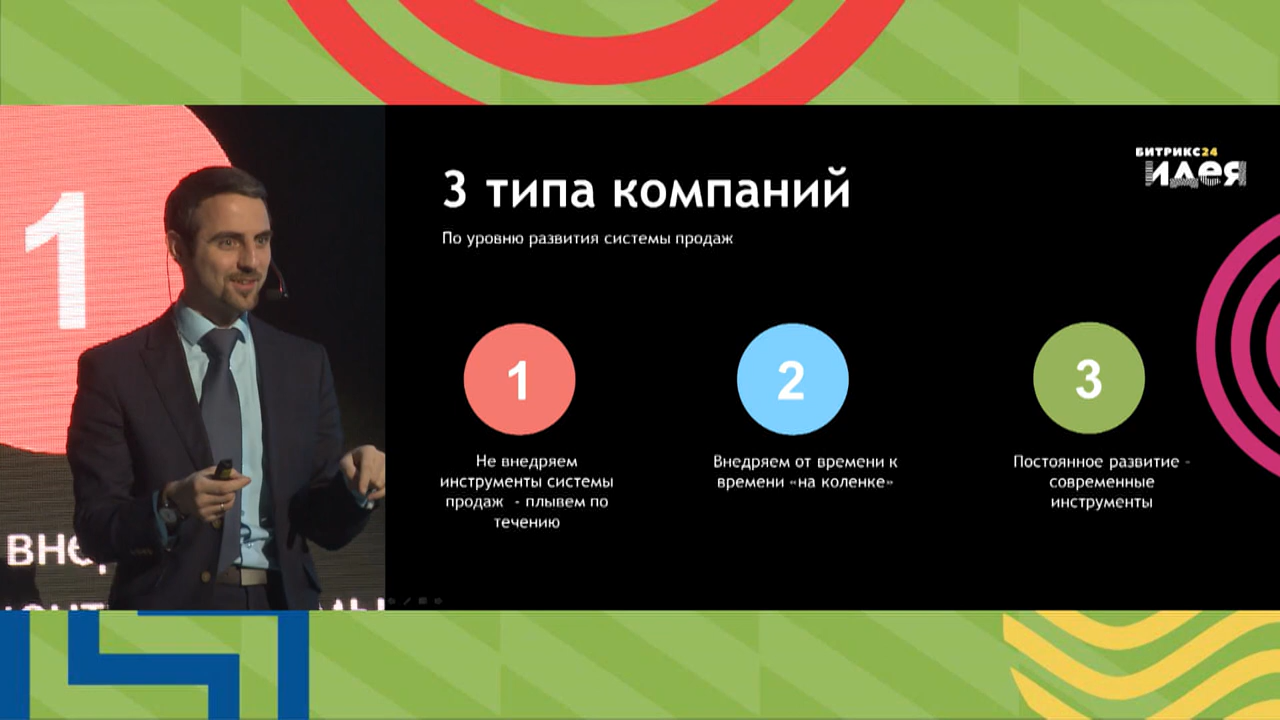 1
вне
БИТРИКС24
идея
3 типа компаний
По уровню развития системы продаж
1
Не внедряем
инструменты системы
продаж - плывем по
течению
2
Внедряем от времени к
времени «на коленке»
3
Постоянное развитие -
современные
инструменты